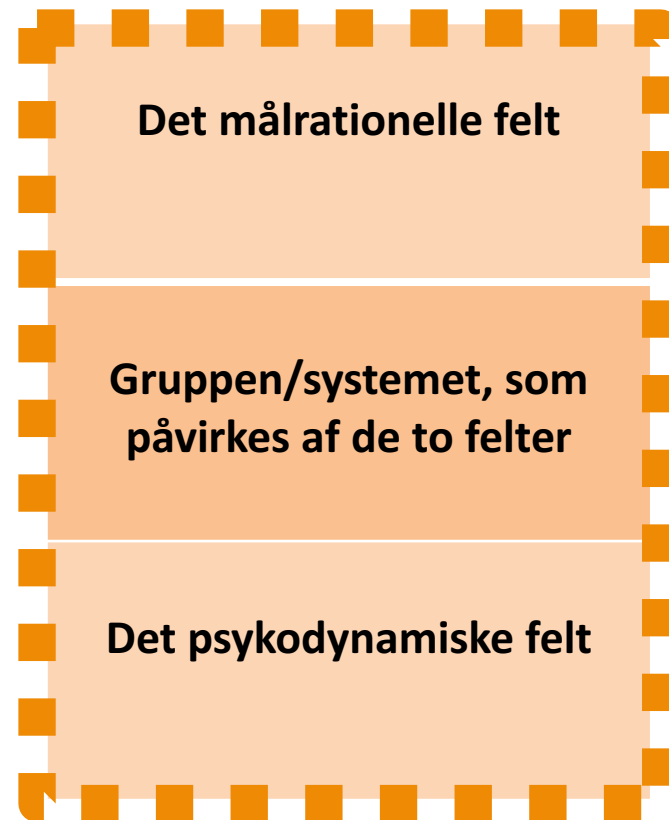 Det målrationelle felt
Gruppen/systemet, som
påvirkes af de to felter
Det psykodynamiske felt